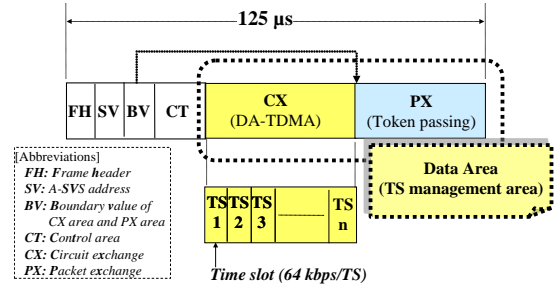 125 μs
FH SV BV CT CX PX
(DA-TDMA) (Token passing)
[Abbreviations]
FH: Frame header
SV: A-SVS address
BV: Boundary value of
CX area and PX area
CT: Control area
CX: Circuit exchange
PX: Packet exchange
Data Area
(TS management area)
TS TS TS TS
1 2 3 n
Time slot (64 kbps/TS)